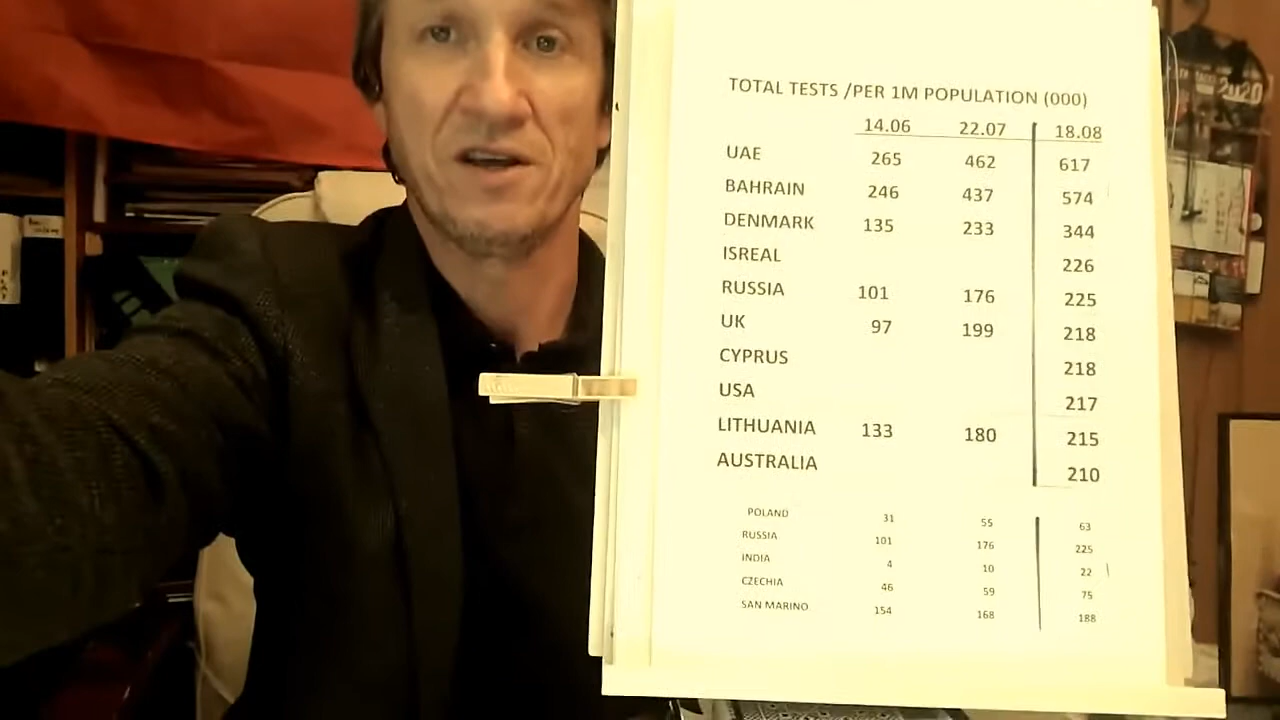 TOTAL TESTS /PER 1M POPULATION (000)
14.06 22.07 18.08
UAE 265 462 617
BAHRAIN 246 437 574
DENMARK 135 233 344
ISREAL 226
RUSSIA 101 176 225
UK 97 199 218
CYPRUS 218
USA 217
LITHUANIA 133 180 215
AUSTRALIA 210
POLAND 31 55 63
RUSSIA 101 176 225
INDIA 4 10 22
CZECHIA 46 59 75
SAN MARINO 154 168 188
2020